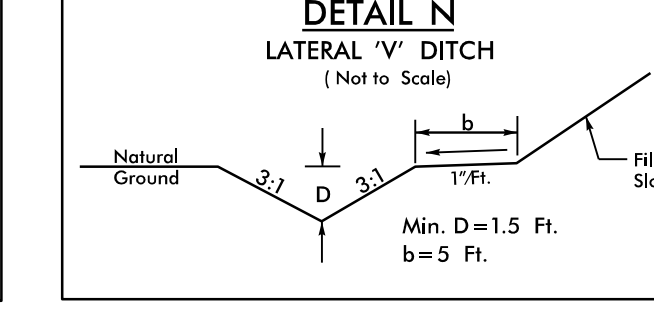 DETAIL N
LATERAL 'V' DITCH
( Not to Scale)
b
Natural
Ground
3:1
D
3:1
1"/Ft.
Min. D=1.5 Ft.
b=5 Ft.